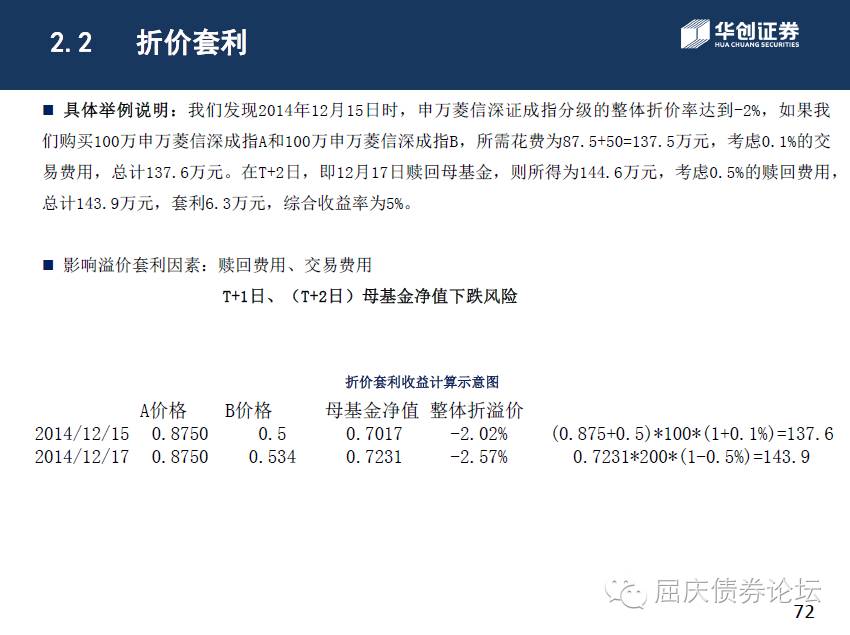 2.2 折价套利
华创证券
HUA CHUANG SECURITIES
■ 具体举例说明：我们发现2014年12月15日时，申万菱信深证成指分级的整体折价率达到-2%，如果我
们购买100万申万菱信深成指A和100万申万菱信深成指B，所需花费为87.5+50=137.5万元，考虑0.1%的交
易费用，总计137.6万元。在T+2日，即12月17日赎回母基金，则所得为144.6万元，考虑0.5%的赎回费用，
总计143.9万元，套利6.3万元，综合收益率为5%。
■ 影响溢价套利因素：赎回费用、交易费用
T+1日、（T+2日）母基金净值下跌风险
折价套利收益计算示意图
A价格 B价格 母基金净值 整体折溢价
2014/12/15 0.8750 0.5 0.7017 -2.02% (0.875+0.5)*100*(1+0.1%)=137.6
2014/12/17 0.8750 0.534 0.7231 -2.57% 0.7231*200*(1-0.5%)=143.9
屈庆债券论坛
72